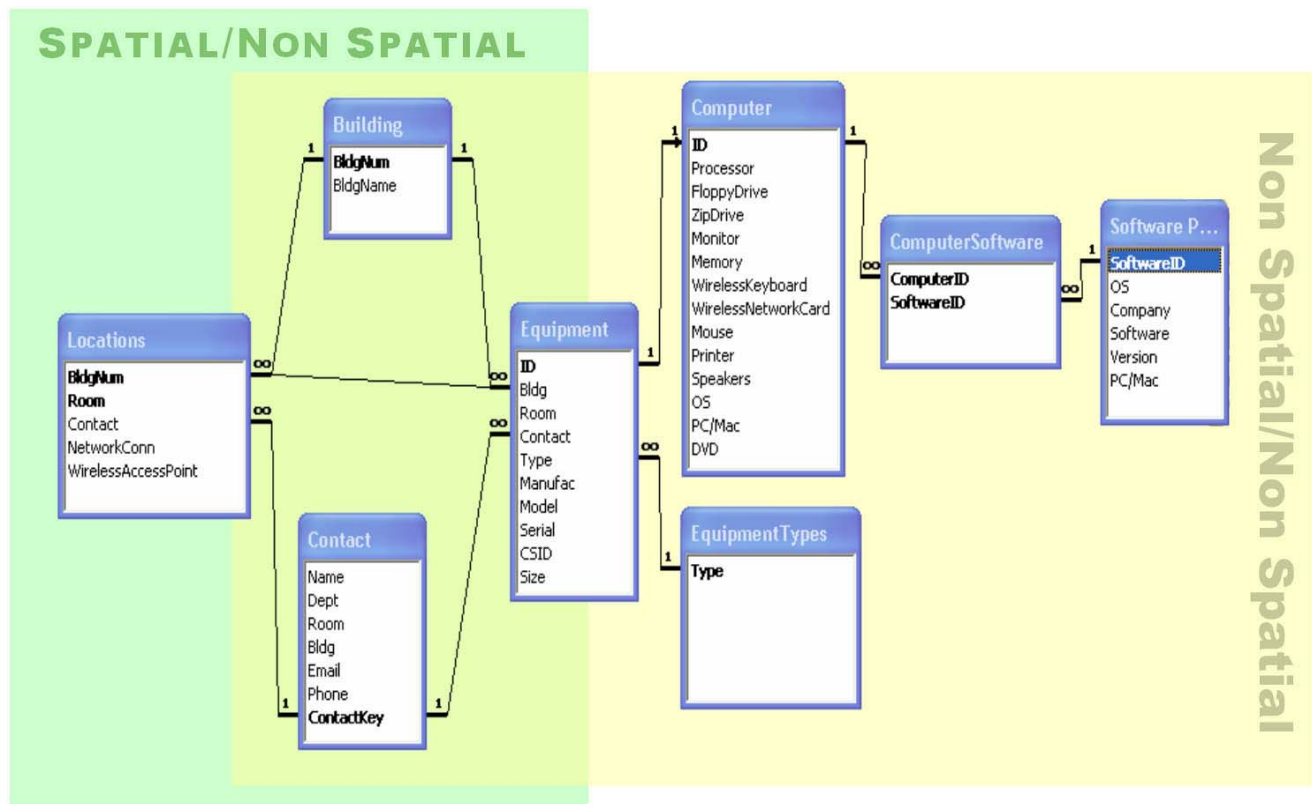 SPATIAL/NON SPATIAL
Non Spatial/Non Spatial
Building
BldgNum
BldgName
1
1
Locations
BldgNum
Room
Contact
NetworkConn
WirelessAccessPoint
∞
∞
Contact
Name
Dept
Room
Bldg
Email
Phone
ContactKey
1
1
Equipment
ID
Bldg
Room
Contact
Type
Manufac
Model
Serial
CSID
Size
∞
∞
1
∞
Computer
ID
Processor
FloppyDrive
ZipDrive
Monitor
Memory
WirelessKeyboard
WirelessNetworkCard
Mouse
Printer
Speakers
OS
PC/Mac
DVD
1
1
EquipmentTypes
Type
1
ComputerSoftware
ComputerID
SoftwareID
∞
∞
Software P...
SoftwareID
OS
Company
Software
Version
PC/Mac
1